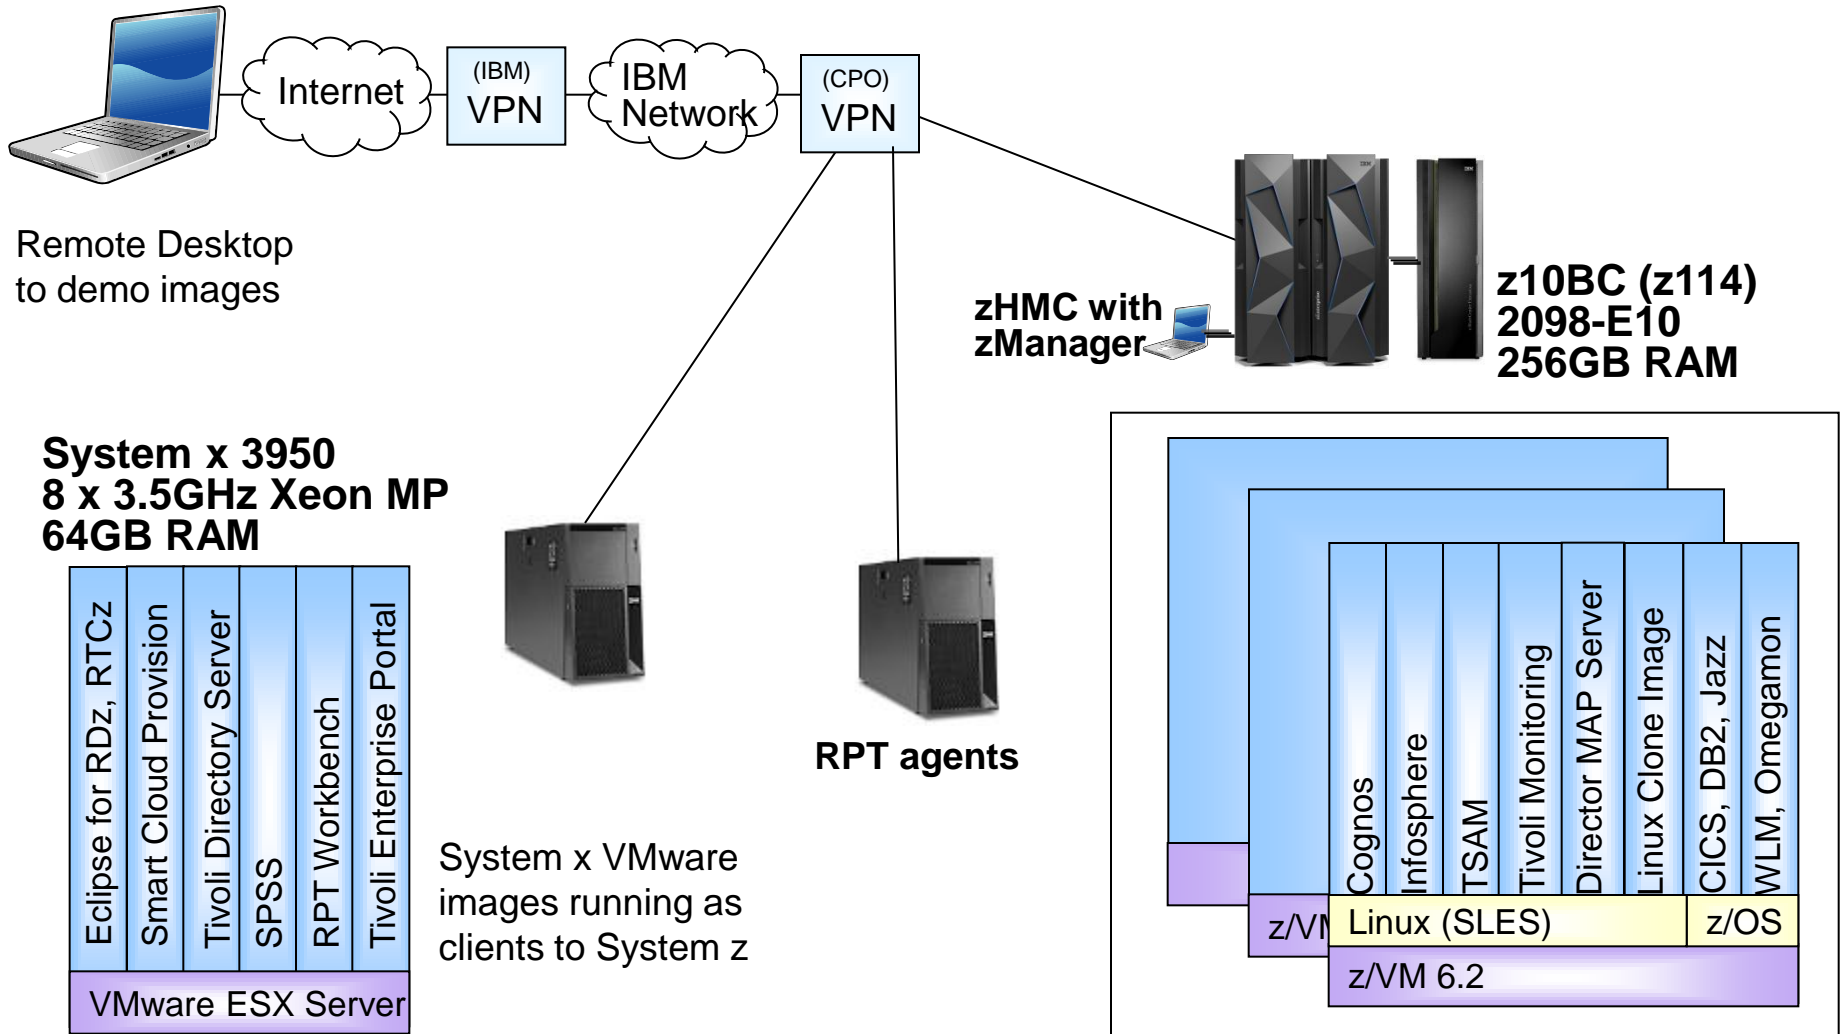 Internet
(IBM)
VPN
IBM
Network
(CPO)
VPN
Remote Desktop
to demo images
zHMC with
zManager
z10BC (z114)
2098-E10
256GB RAM
System x 3950
8 x 3.5GHz Xeon MP
64GB RAM
Eclipse for RDz, RTCz
Smart Cloud Provision
Tivoli Directory Server
SPSS
RPT Workbench
Tivoli Enterprise Portal
VMware ESX Server
System x VMware
images running as
clients to System z
RPT agents
Cognos
Infosphere
TSAM
Tivoli Monitoring
Director MAP Server
Linux Clone Image
CICS, DB2, Jazz
WLM, Omegamon
Linux (SLES)
z/OS
z/VM
z/VM 6.2